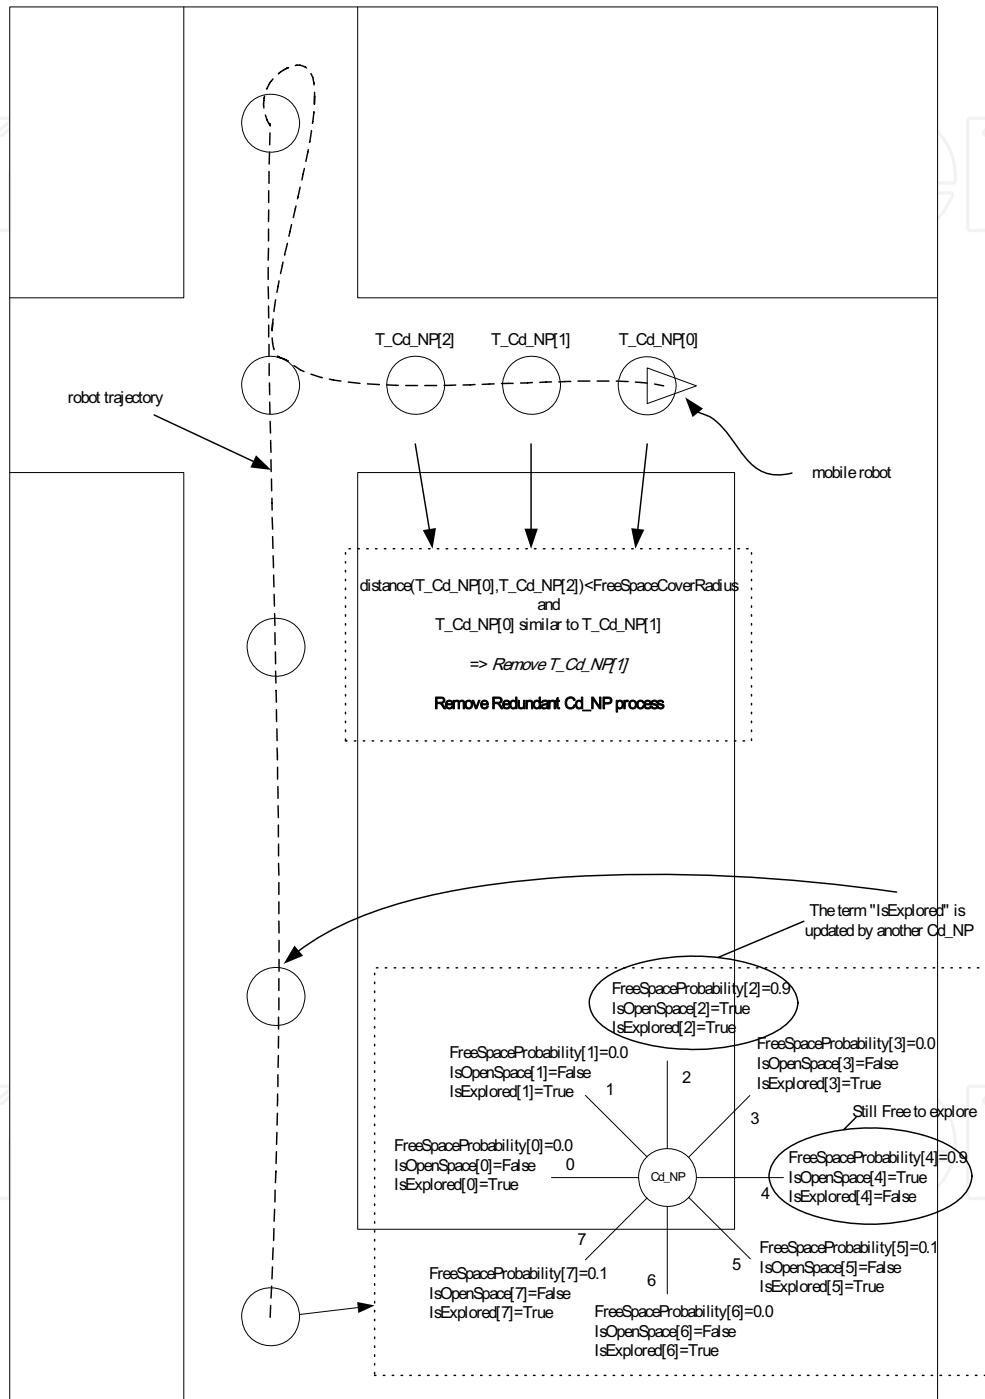 T_Cd_NP[2]
T_Cd_NP[1]
T_Cd_NP[0]
robot trajectory
mobile robot
distance(T_Cd_NP[0],T_Cd_NP[2])<FreeSpaceCoverRadius
and
T_Cd_NP[0] similar to T_Cd_NP[1]
=> Remove T_Cd_NP[1]
Remove Redundant Cd_NP process
The term "IsExplored" is
updated by another Cd_NP
FreeSpaceProbability[2]=0.9
IsOpenSpace[2]=True
IsExplored[2]=True
FreeSpaceProbability[1]=0.0
IsOpenSpace[1]=False
IsExplored[1]=True
FreeSpaceProbability[3]=0.0
IsOpenSpace[3]=False
IsExplored[3]=True
1
2
3
Still Free to explore
FreeSpaceProbability[0]=0.0
IsOpenSpace[0]=False
IsExplored[0]=True
0
Cd_NP
4
FreeSpaceProbability[4]=0.9
IsOpenSpace[4]=True
IsExplored[4]=False
7
6
5
FreeSpaceProbability[5]=0.1
IsOpenSpace[5]=False
IsExplored[5]=True
FreeSpaceProbability[7]=0.1
IsOpenSpace[7]=False
IsExplored[7]=True
FreeSpaceProbability[6]=0.0
IsOpenSpace[6]=False
IsExplored[6]=True